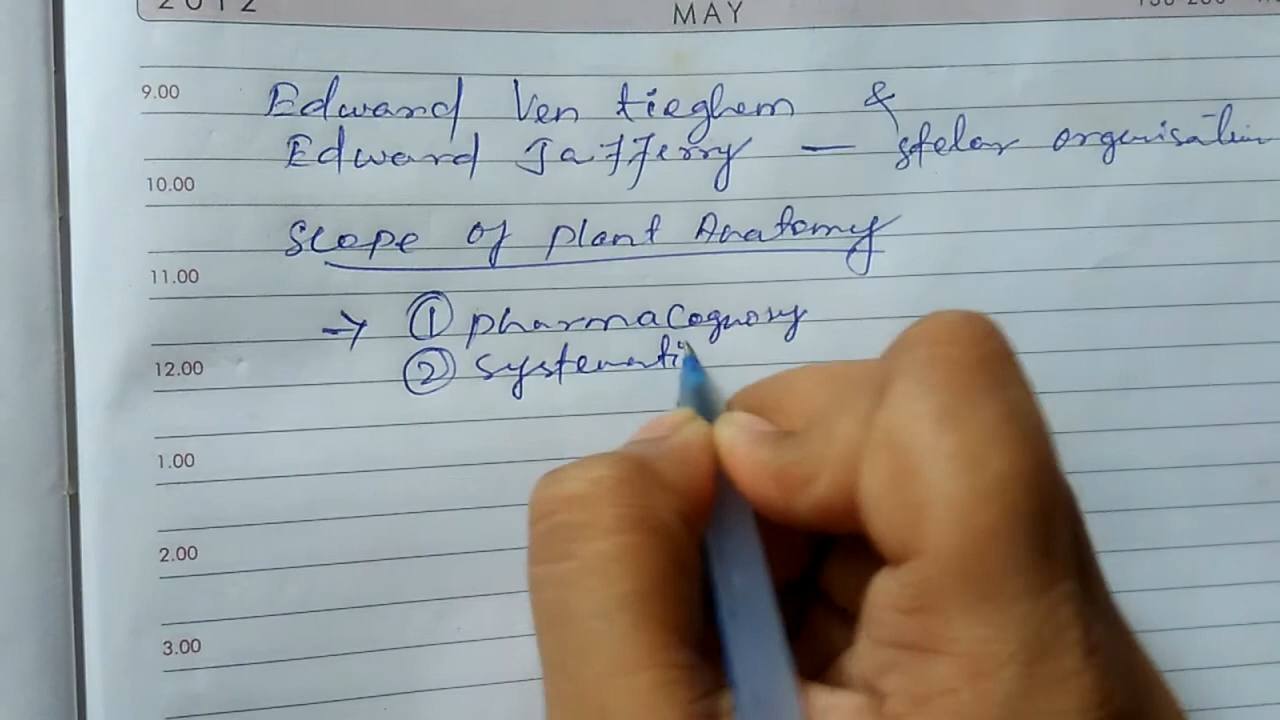 2012 MAY
9.00 Edward Ven tieghem &
Edward Jafferry — stelar organisation
10.00
Scope of plant Anatomy
11.00
→ ① pharmacognosy
12.00 ② systemati
1.00
2.00
3.00